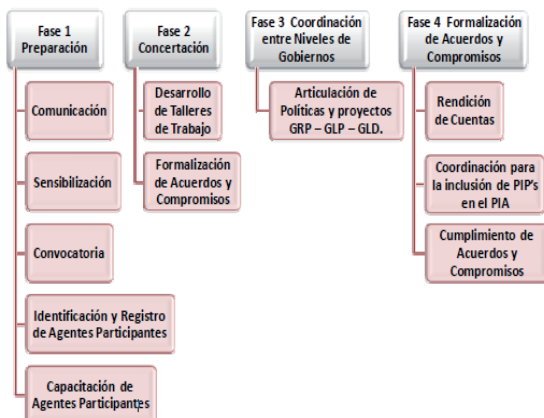 Fase 1
Preparación
Comunicación
Sensibilización
Convocatoria
Identificación y Registro
de Agentes Participantes
Capacitación de
Agentes Participantes
Fase 2
Concertación
Desarrollo
de Talleres
de Trabajo
Formalización
de Acuerdos y
Compromisos
Fase 3 Coordinación
entre Niveles de
Gobiernos
Articulación de
Políticas y proyectos
GRP – GLP – GLD.
Fase 4 Formalización
de Acuerdos y
Compromisos
Rendición
de Cuentas
Coordinación para
la inclusión de PIP's
en el PIA
Cumplimiento de
Acuerdos y
Compromisos